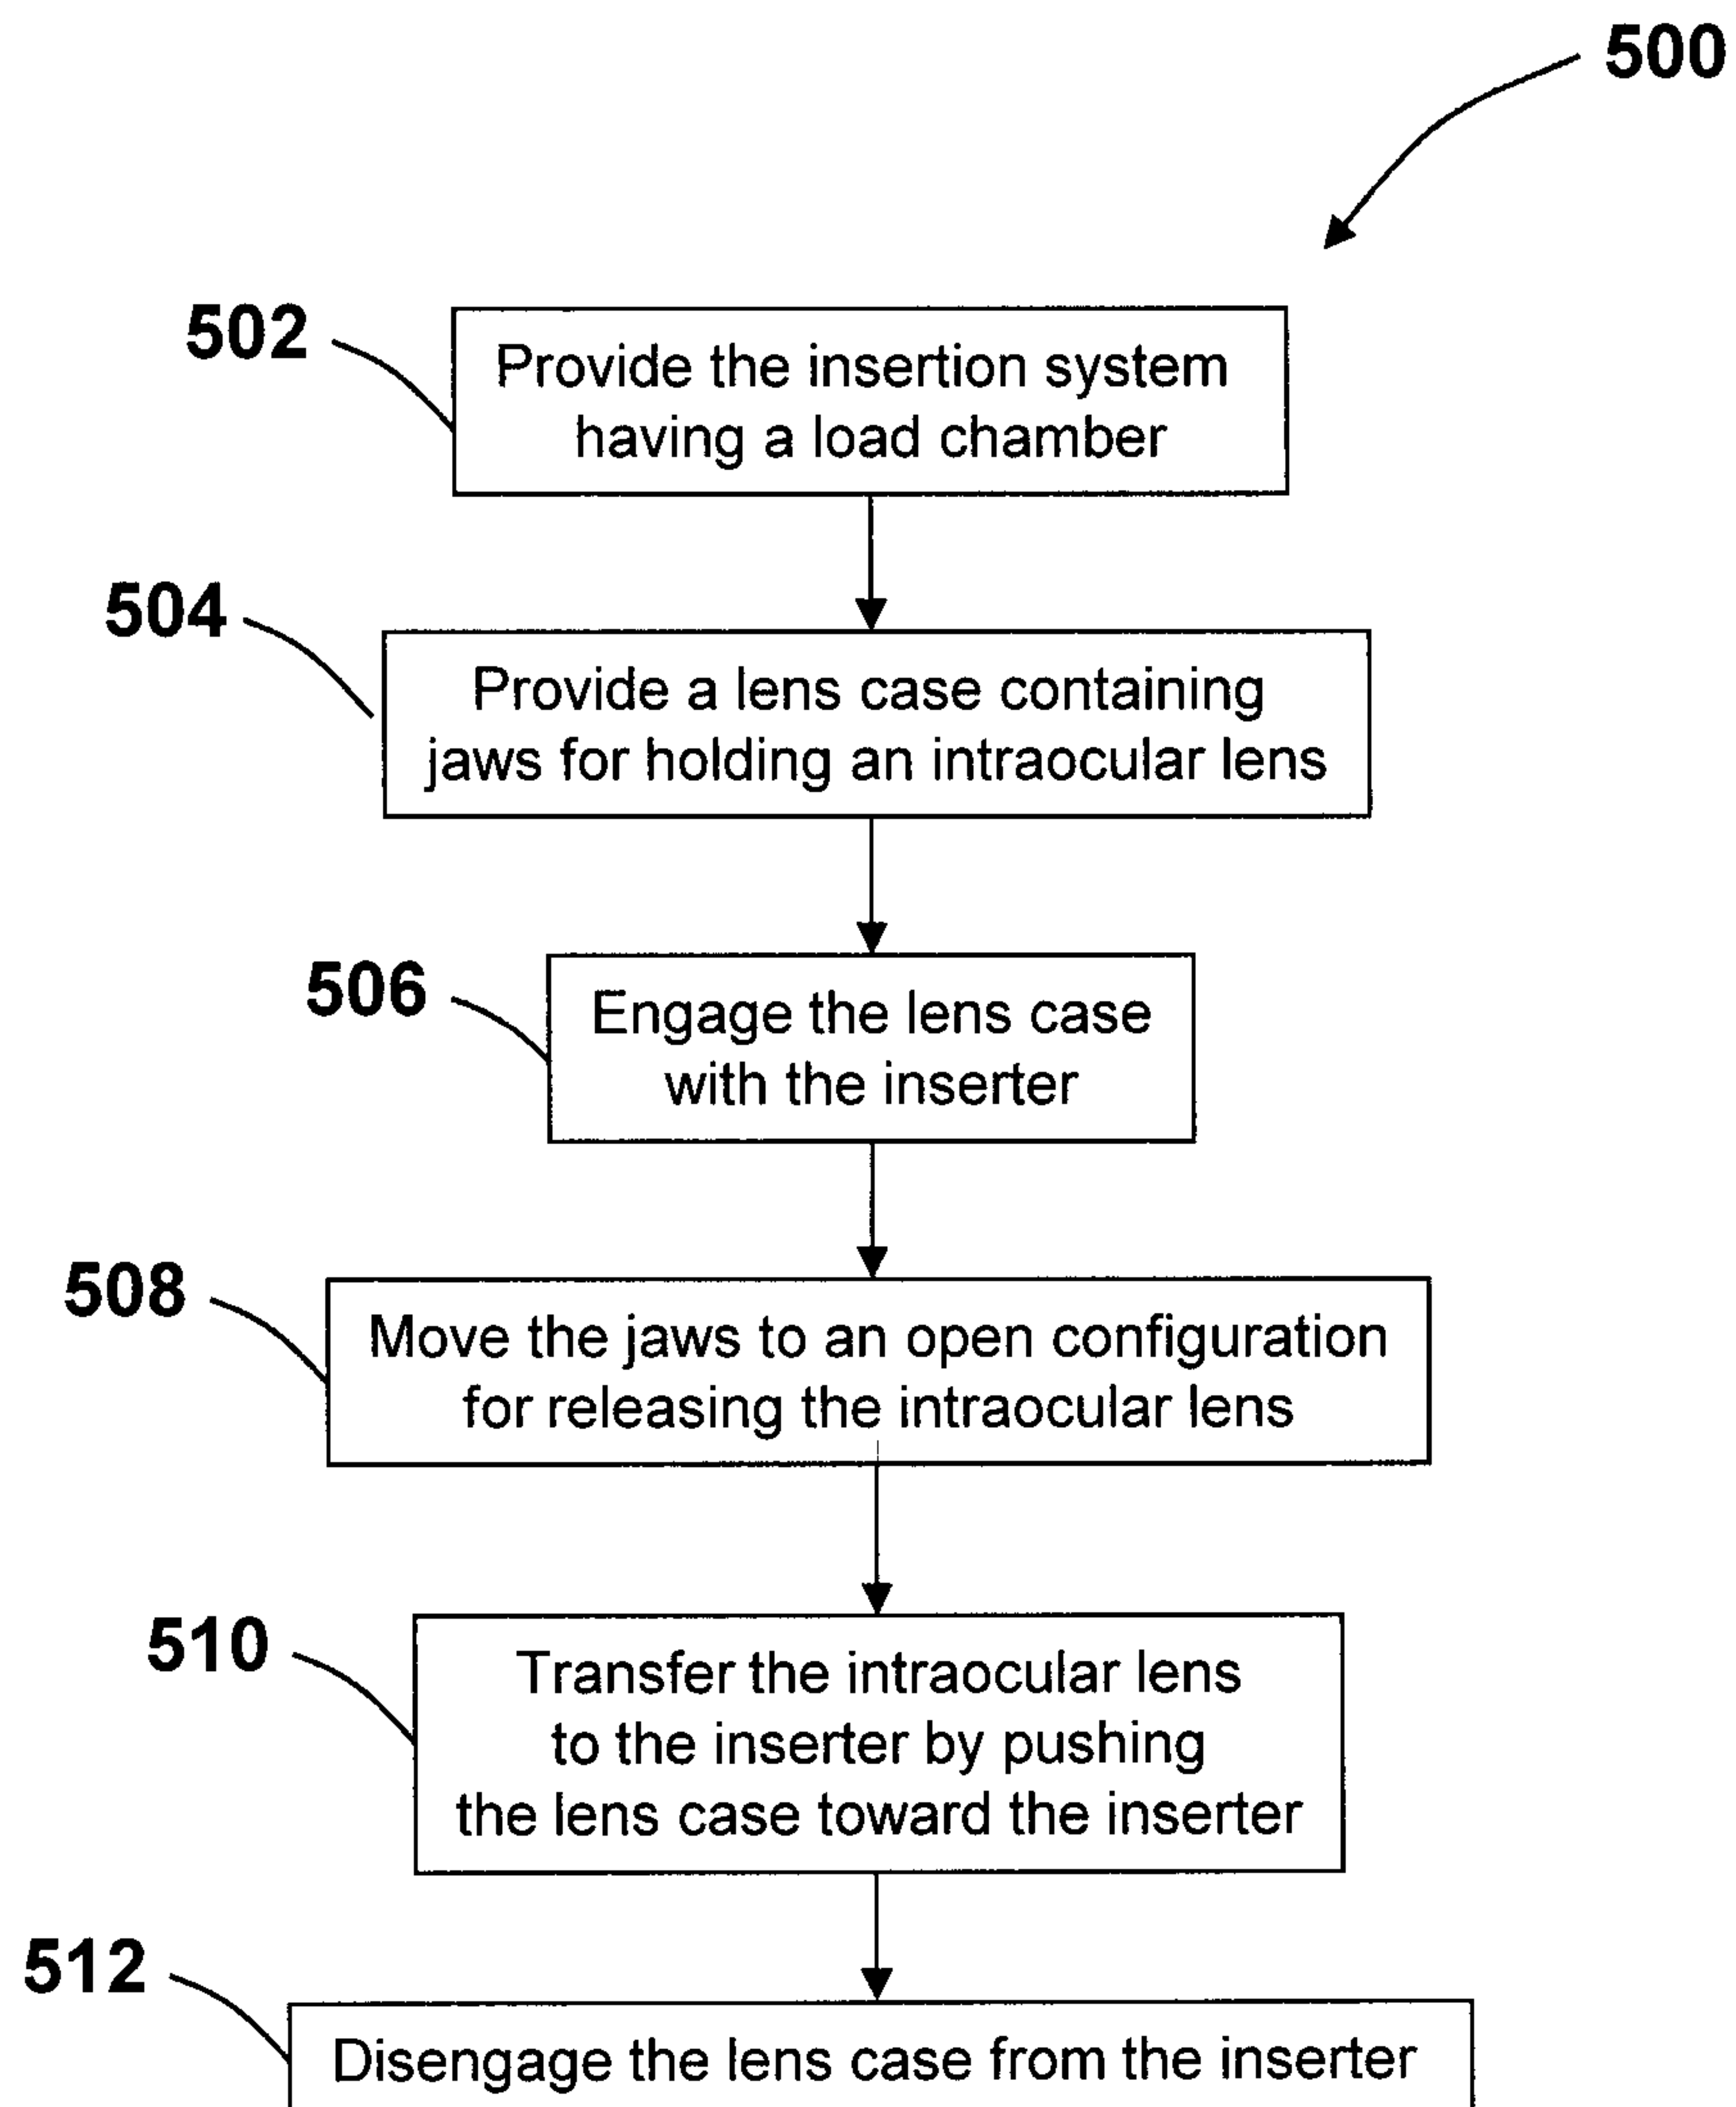 500
502
Provide the insertion system
having a load chamber
504
Provide a lens case containing
jaws for holding an intraocular lens
506
Engage the lens case
with the inserter
508
Move the jaws to an open configuration
for releasing the intraocular lens
510
Transfer the intraocular lens
to the inserter by pushing
the lens case toward the inserter
512
Disengage the lens case from the inserter